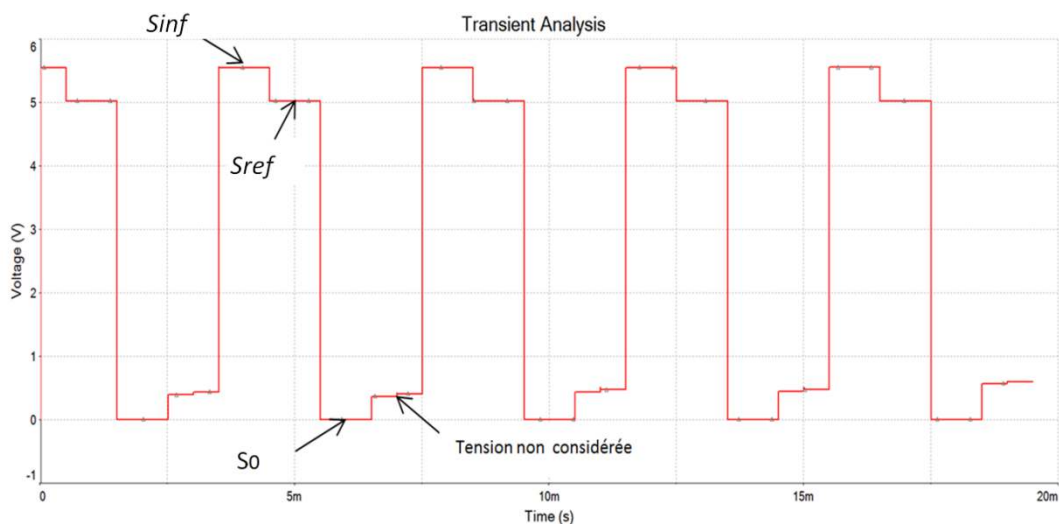 Sinf
Transient Analysis
6
5
4
3
2
1
0
-1
Voltage (V)
Sref
So
Tension non considérée
0
5m
10m
15m
20m
Time (s)